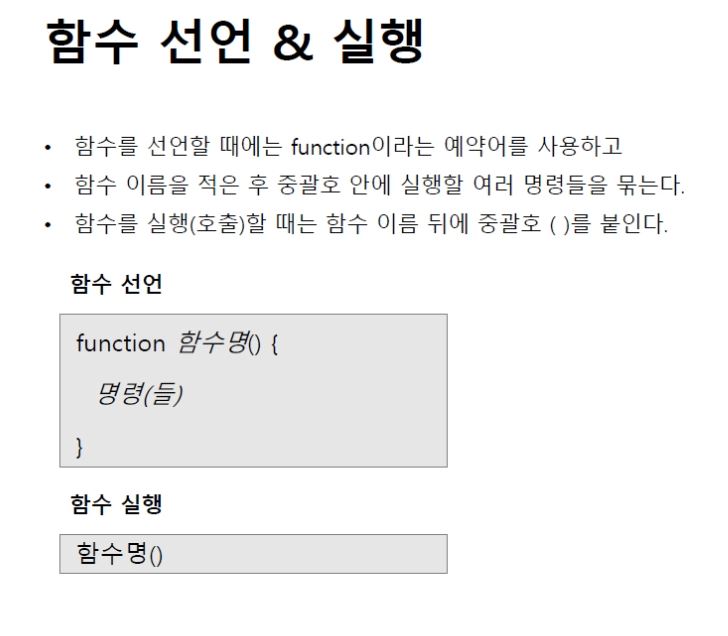 함수 선언 & 실행
• 함수를 선언할 때에는 function이라는 예약어를 사용하고
• 함수 이름을 적은 후 중괄호 안에 실행할 여러 명령들을 묶는다.
• 함수를 실행(호출)할 때는 함수 이름 뒤에 중괄호 ( )를 붙인다.
함수 선언
function 함수명() {
명령(들)
}
함수 실행
함수명()